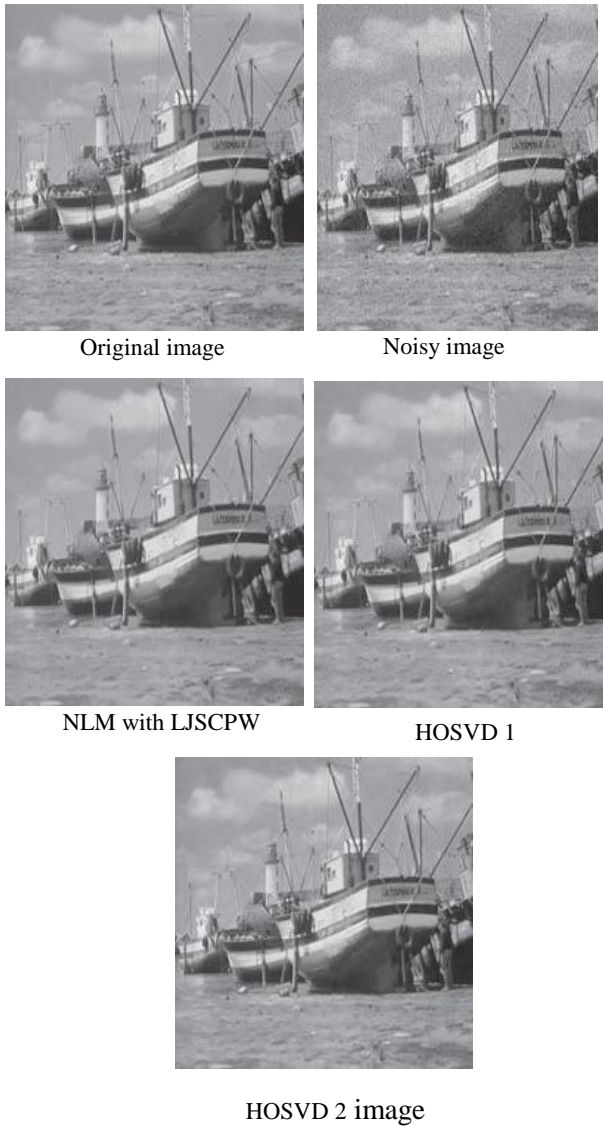 Original image
Noisy image
NLM with LJSCPW
HOSVD 1
HOSVD 2 image